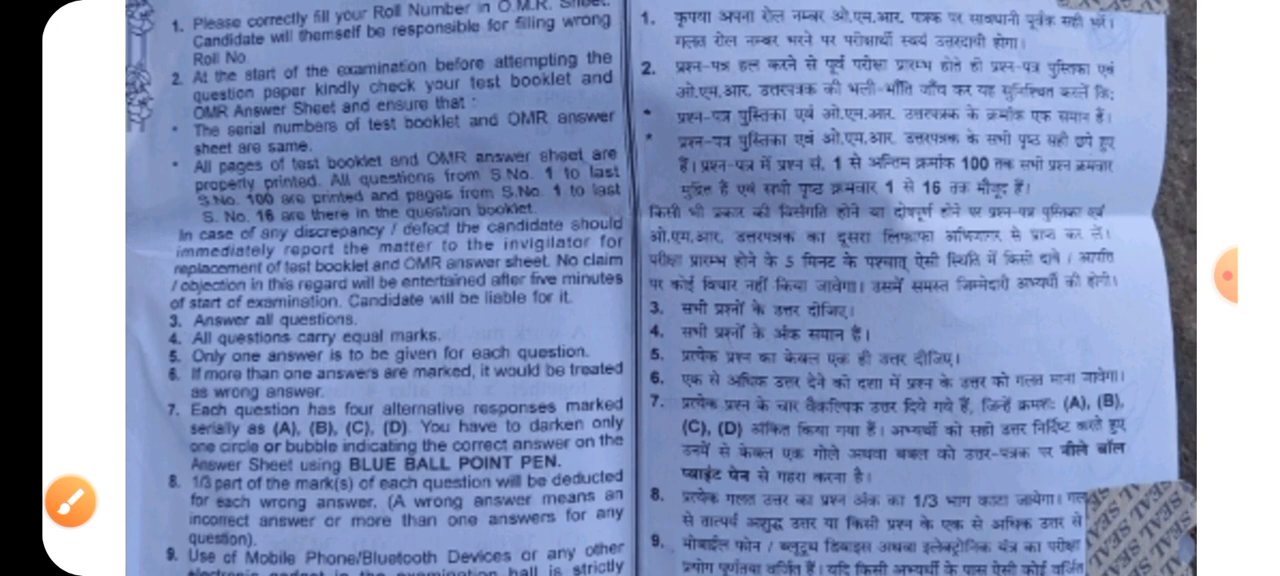 1. Please correctly fill your Roll Number in O.M.R. Sheet.
Candidate will themself be responsible for filling wrong
Roll No.
2. At the start of the examination before attempting the
question paper kindly check your test booklet and
OMR Answer Sheet and ensure that :
* The serial numbers of test booklet and OMR answer
sheet are same.
* All pages of test booklet and OMR answer sheet are
properly printed. All questions from S.No. 1 to last
S.No. 100 are printed and pages from S.No. 1 to last
S. No. 16 are there in the question booklet.
In case of any discrepancy / defect the candidate should
immediately report the matter to the invigilator for
replacement of test booklet and OMR answer sheet. No claim
/ objection in this regard will be entertained after five minutes
of start of examination. Candidate will be liable for it.
3. Answer all questions.
4. All questions carry equal marks.
5. Only one answer is to be given for each question.
6. If more than one answers are marked, it would be treated
as wrong answer.
7. Each question has four alternative responses marked
serially as (A), (B), (C), (D). You have to darken only
one circle or bubble indicating the correct answer on the
Answer Sheet using BLUE BALL POINT PEN.
8. 1/3 part of the mark(s) of each question will be deducted
for each wrong answer. (A wrong answer means an
incorrect answer or more than one answers for any
question).
9. Use of Mobile Phone/Bluetooth Devices or any other
electronic gadget in the examination hall is strictly
1. कृपया अपना रोल नम्बर ओ.एम.आर. पत्रक पर सावधानी पूर्वक सही भरें।
गलत रोल नम्बर भरने पर परीक्षार्थी स्वयं उत्तरदायी होगा।
2. प्रश्न-पत्र हल करने से पूर्व परीक्षा प्रारम्भ होते ही प्रश्न-पत्र पुस्तिका एवं
ओ.एम.आर. उत्तरपत्रक की भली-भाँति जाँच कर यह सुनिश्चित करलें कि:
* प्रश्न-पत्र पुस्तिका एवं ओ.एम.आर. उत्तरपत्रक के क्रमाँक एक समान हैं।
* प्रश्न-पत्र पुस्तिका एवं ओ.एम.आर. उत्तरपत्रक के सभी पृष्ठ सही छपे हुए
हैं। प्रश्न-पत्र में प्रश्न सं. 1 से अन्तिम क्रमाँक 100 तक सभी प्रश्न क्रमवार
मुद्रित हैं एवं सभी पृष्ठ क्रमवार 1 से 16 तक मौजूद हैं।
किसी भी प्रकार की विसंगति होने या दोषपूर्ण होने पर प्रश्न-पत्र पुस्तिका एवं
ओ.एम.आर. उत्तरपत्रक का दूसरा लिफाफा अभिजागर से प्राप्त कर लें।
परीक्षा प्रारम्भ होने के 5 मिनट के पश्चात् ऐसी स्थिति में किसी दावे / आपत्ति
पर कोई विचार नहीं किया जावेगा। उसमें समस्त जिम्मेदारी अभ्यर्थी की होगी।
3. सभी प्रश्नों के उत्तर दीजिए।
4. सभी प्रश्नों के अंक समान हैं।
5. प्रत्येक प्रश्न का केवल एक ही उत्तर दीजिए।
6. एक से अधिक उत्तर देने की दशा में प्रश्न के उत्तर को गलत माना जावेगा।
7. प्रत्येक प्रश्न के चार वैकल्पिक उत्तर दिये गये हैं, जिन्हें क्रमशः (A), (B),
(C), (D) अंकित किया गया है। अभ्यर्थी को सही उत्तर निर्दिष्ट करते हुए
उनमें से केवल एक गोले अथवा बबल को उत्तर-पत्रक पर नीले बॉल
प्वाइंट पेन से गहरा करना है।
8. प्रत्येक गलत उत्तर का प्रश्न अंक का 1/3 भाग काटा जायेगा। गल
से तात्पर्य अशुद्ध उत्तर या किसी प्रश्न के एक से अधिक उत्तर से
9. मोबाईल फोन / ब्लूटूथ डिवाइस अथवा इलेक्ट्रोनिक यंत्र का परीक्षा
प्रयोग पूर्णतया वर्जित हैं। यदि किसी अभ्यर्थी के पास ऐसी कोई वर्जित
SEAL SEAL